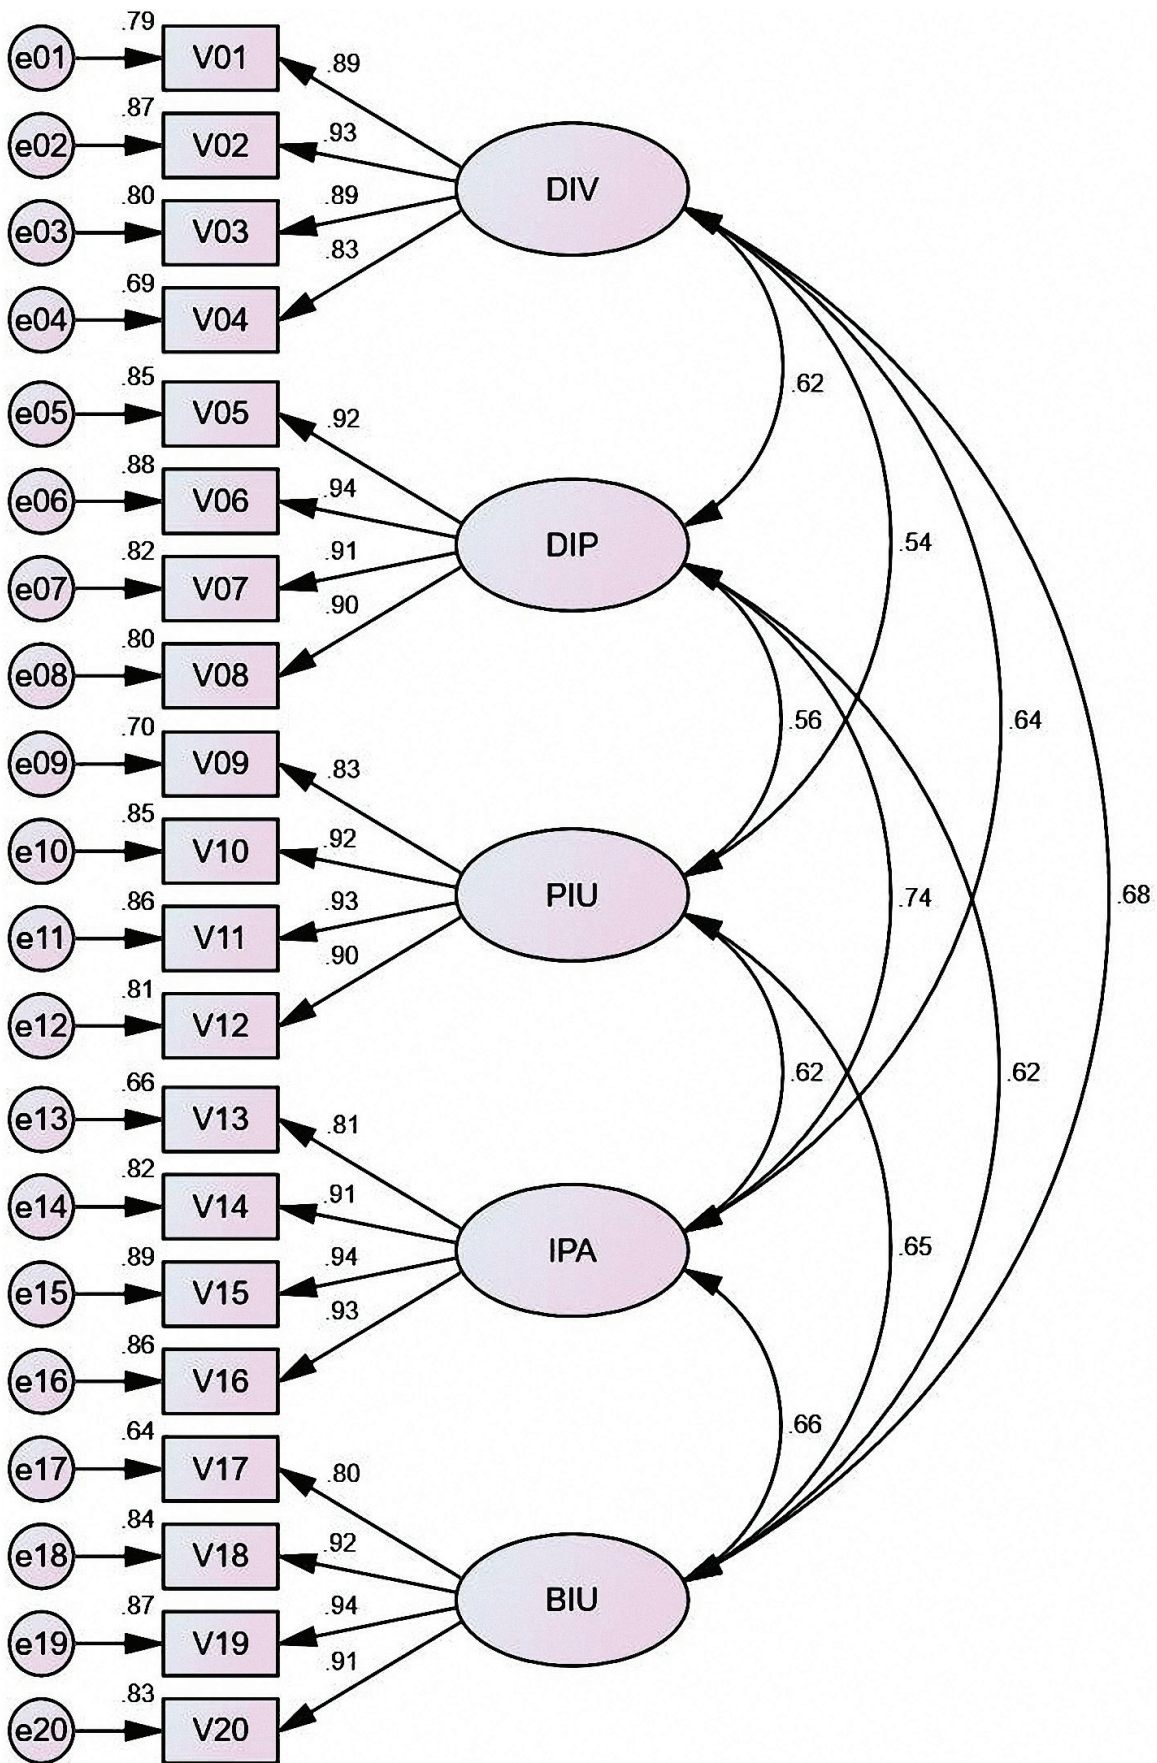 .79
e01 V01 .89
.87
e02 V02 .93
DIV
.80
e03 V03 .89
.69
e04 V04 .83
.62
.85
e05 V05 .92
.88
e06 V06 .94
DIP
.54
.82
e07 V07 .91
.80
e08 V08 .90
.56
.64
.70
e09 V09 .83
.85
e10 V10 .92
PIU
.74
.68
.86
e11 V11 .93
.81
e12 V12 .90
.62
.62
.66
e13 V13 .81
.82
e14 V14 .91
IPA
.65
.89
e15 V15 .94
.86
e16 V16 .93
.66
.64
e17 V17 .80
.84
e18 V18 .92
BIU
.87
e19 V19 .94
.83
e20 V20 .91